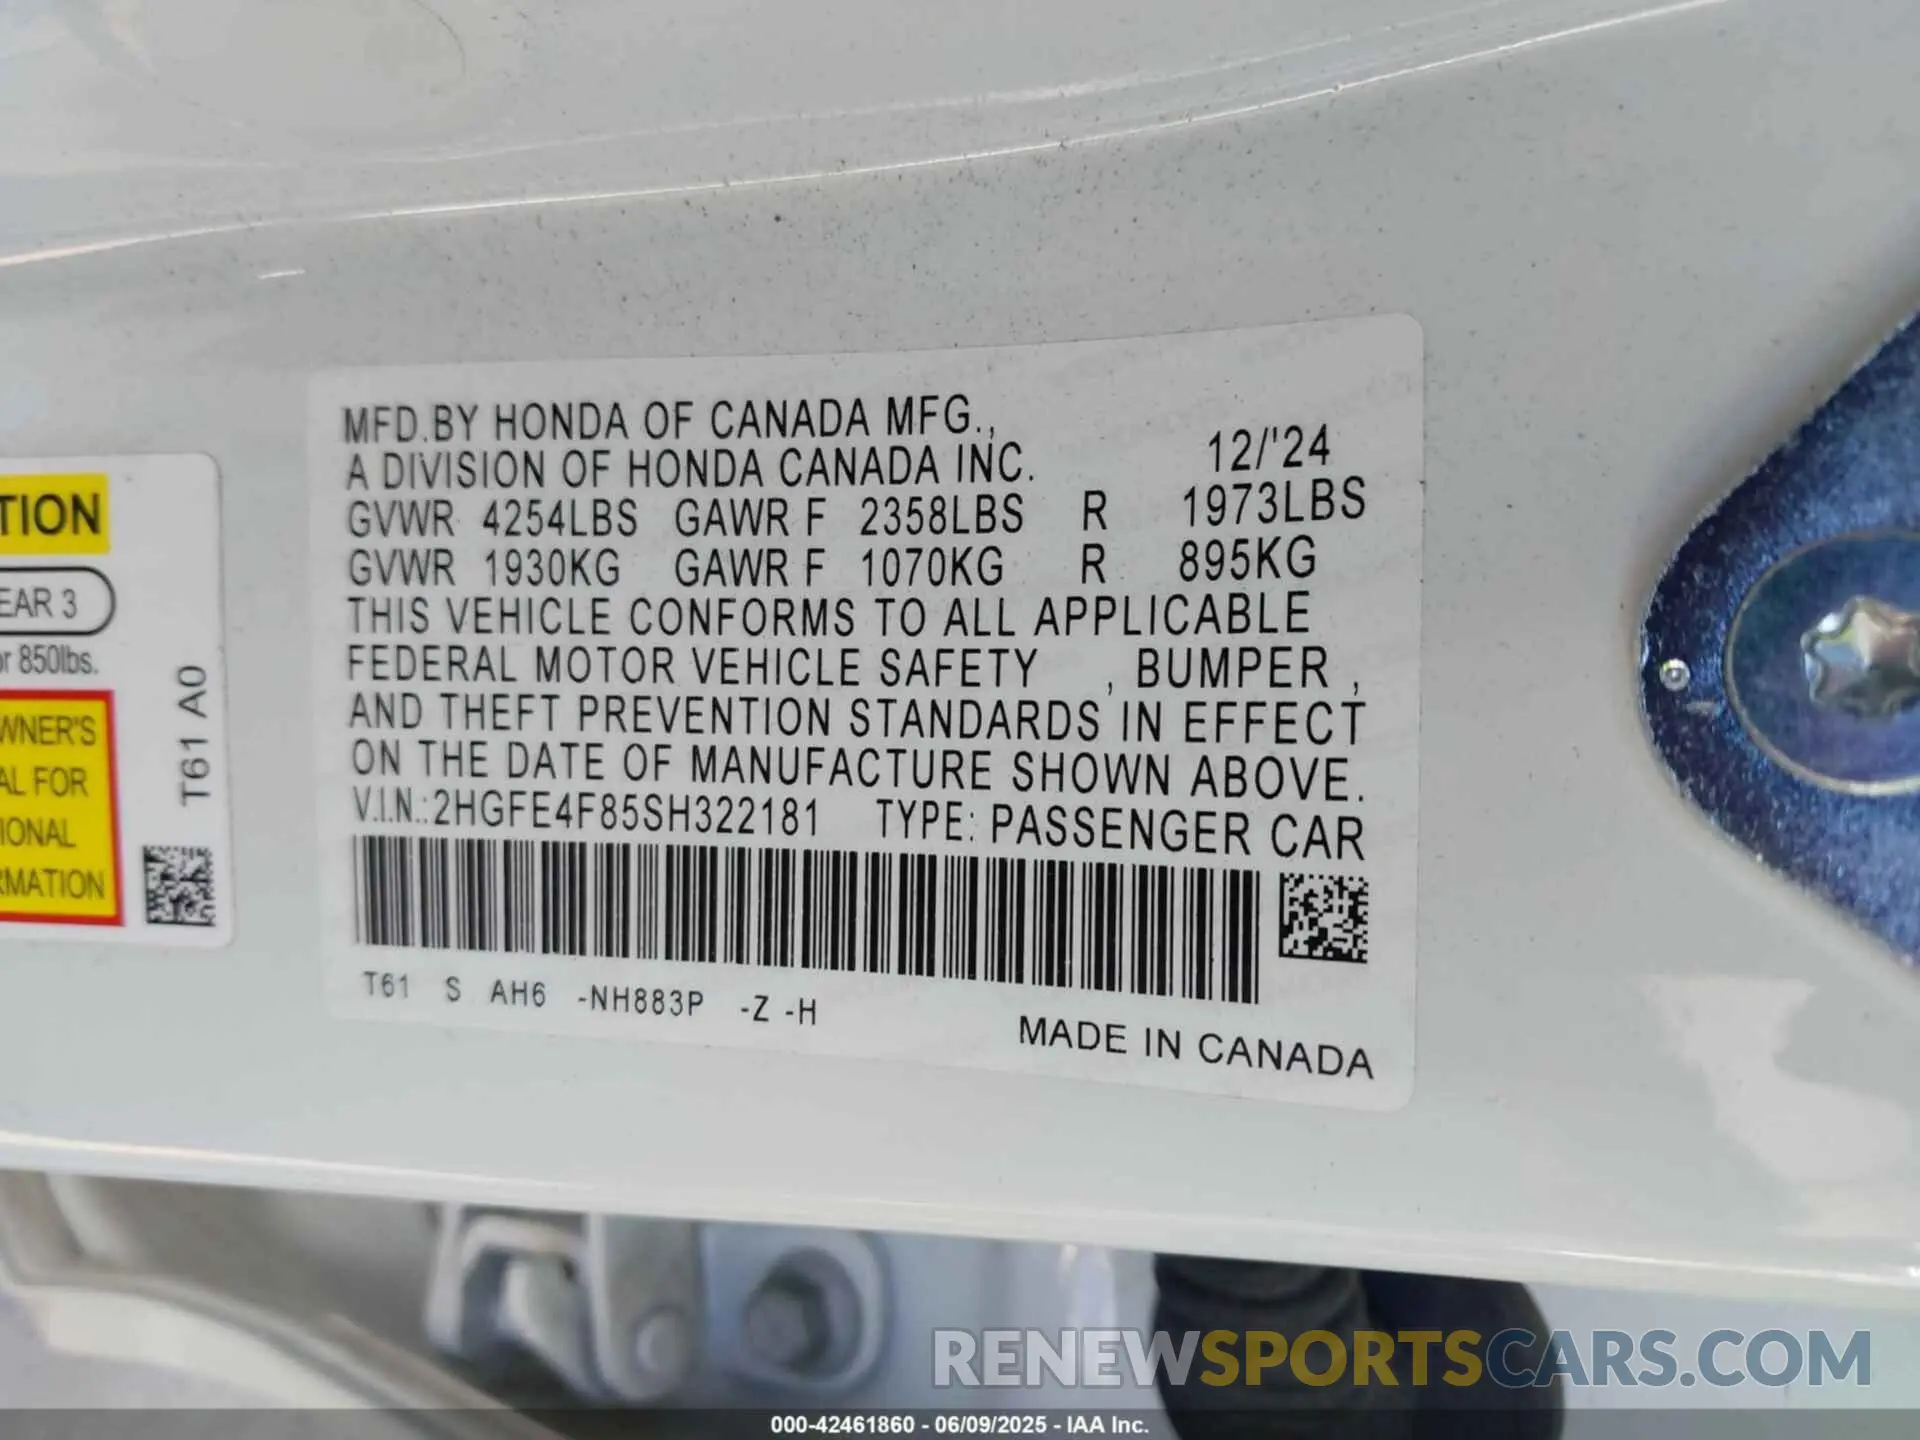 MFD.BY HONDA OF CANADA MFG.,
A DIVISION OF HONDA CANADA INC. 12/'24
GVWR 4254LBS GAWR F 2358LBS R 1973LBS
GVWR 1930KG GAWR F 1070KG R 895KG
THIS VEHICLE CONFORMS TO ALL APPLICABLE
FEDERAL MOTOR VEHICLE SAFETY , BUMPER ,
AND THEFT PREVENTION STANDARDS IN EFFECT
ON THE DATE OF MANUFACTURE SHOWN ABOVE.
V.I.N.:2HGFE4F85SH322181 TYPE: PASSENGER CAR
T61 S AH6 -NH883P -Z -H
MADE IN CANADA
TION
EAR 3
or 850lbs.
WNER'S
AL FOR
IONAL
RMATION
T61 A0
RENEWSPORTSCARS.COM
000-42461860 - 06/09/2025 - IAA Inc.